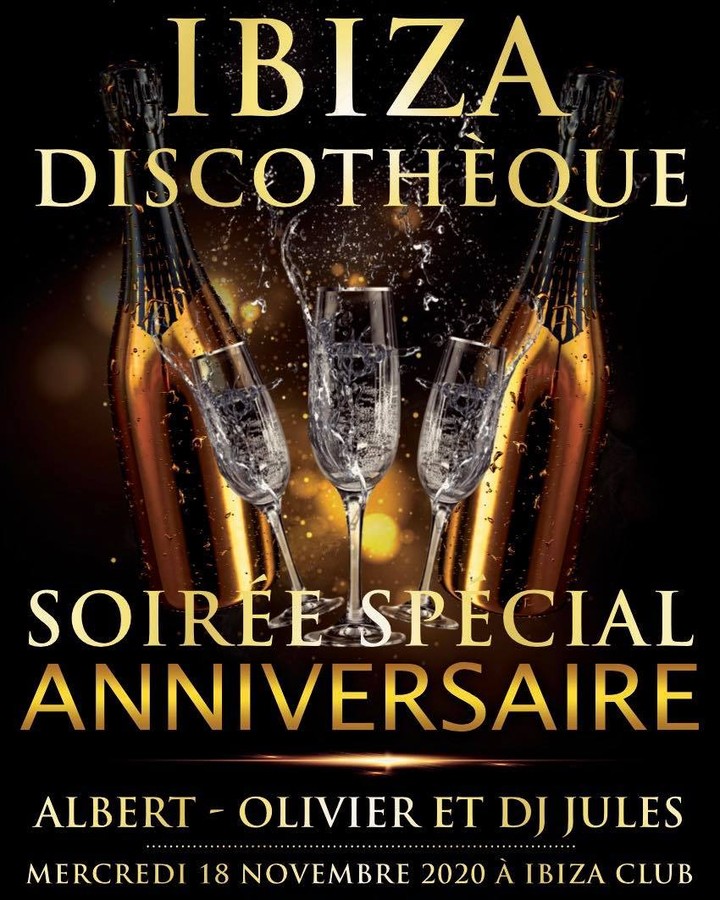 IBIZA
DISCOTHÈQUE
SOIRÉE SPÉCIAL
ANNIVERSAIRE
ALBERT - OLIVIER ET DJ JULES
MERCREDI 18 NOVEMBRE 2020 À IBIZA CLUB